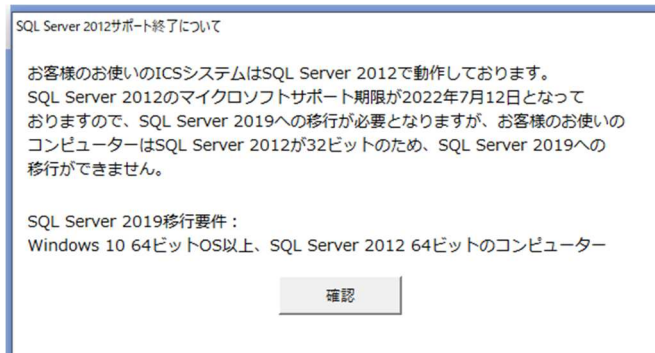 SQL Server 2012サポート終了について
お客様のお使いのICSシステムはSQL Server 2012で動作しております。
SQL Server 2012のマイクロソフトサポート期限が2022年7月12日となって
おりますので、SQL Server 2019への移行が必要となりますが、お客様のお使いの
コンピューターはSQL Server 2012が32ビットのため、SQL Server 2019への
移行ができません。
SQL Server 2019移行要件：
Windows 10 64ビットOS以上、SQL Server 2012 64ビットのコンピューター
確認